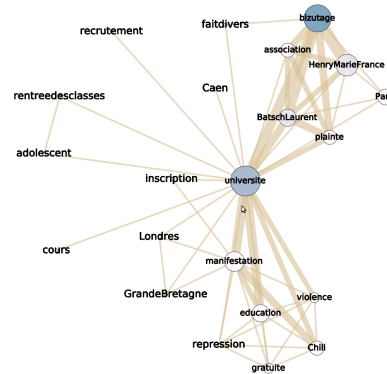 bizutage
faitdivers
recrutement
association
HenryMarieFrance
Caen
rentreedesclasses
BatschLaurent
plainte
adolescent
inscription
universite
Londres
cours
manifestation
GrandeBretagne
violence
education
repression
Chili
gratuite